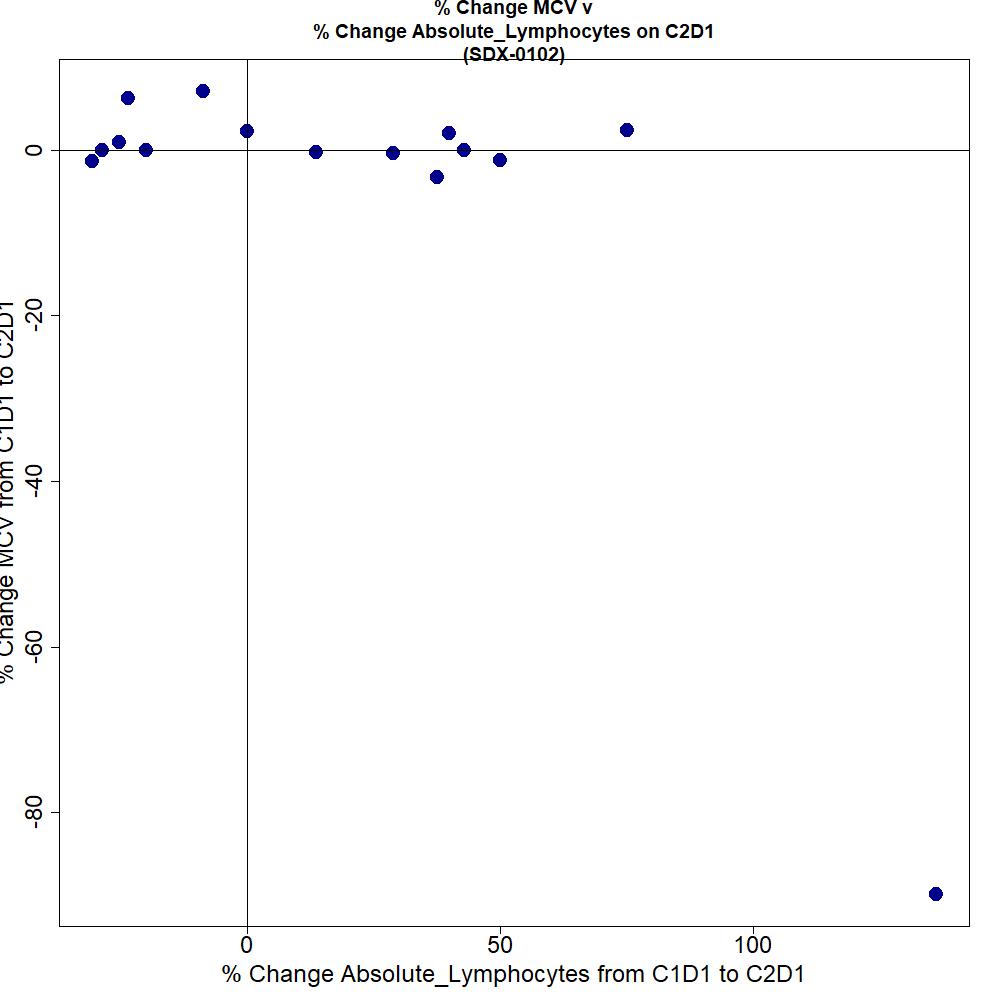 % Change MCV v
% Change Absolute_Lymphocytes on C2D1
(SDX-0102)
% Change MCV from C1D1 to C2D1
0
-20
-40
-60
-80
0 50 100
% Change Absolute_Lymphocytes from C1D1 to C2D1